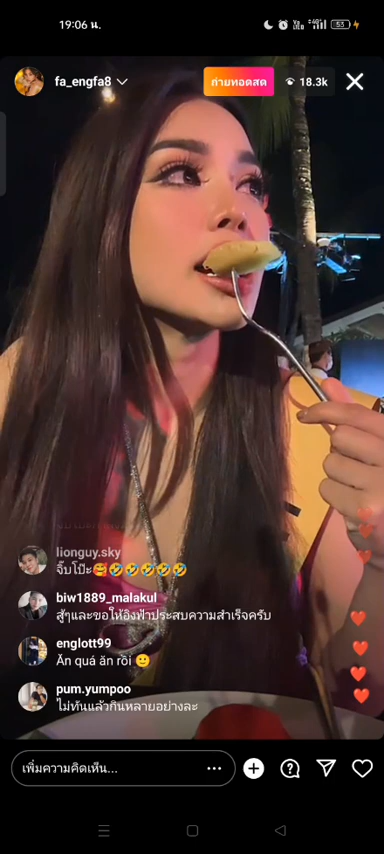 19:06 น.
53
fa_engfa8
ถ่ายทอดสด
18.3k
lionguy.sky
จิ๊บโป๊ะ🥰🤣🤣🤣🤣🤣
biw1889_malakul
สู้ๆและขอให้อิงฟ้าประสบความสำเร็จครับ
englott99
Ăn quá ăn rồi 🙂
pum.yumpoo
ไม่ทันแล้วกินหลายอย่างละ
เพิ่มความคิดเห็น...